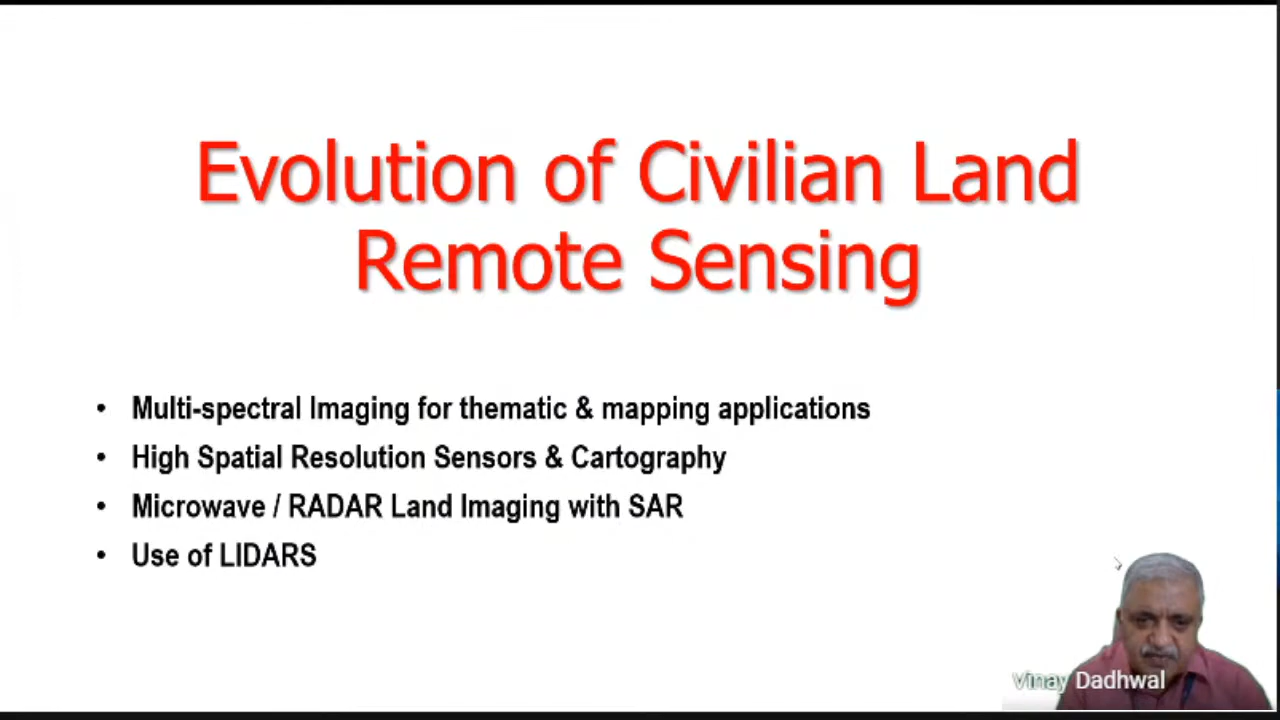 Evolution of Civilian Land
Remote Sensing
• Multi-spectral Imaging for thematic & mapping applications
• High Spatial Resolution Sensors & Cartography
• Microwave / RADAR Land Imaging with SAR
• Use of LIDARS
Vinay Dadhwal